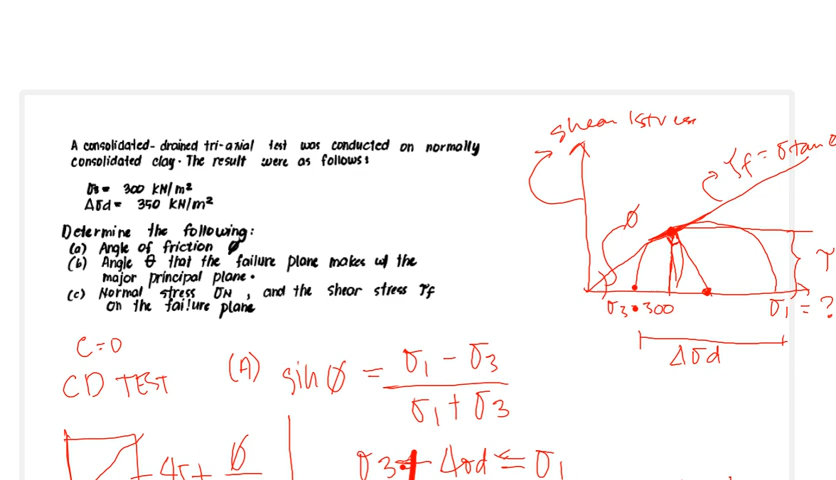 A consolidated-drained tri-axial test was conducted on normally
consolidated clay. The result were as follows:
σ3 = 300 KN/m²
Δσd = 350 KN/m²
Determine the following:
(a) Angle of friction ϕ
(b) Angle θ that the failure plane makes w/ the
major principal plane.
(c) Normal stress σN, and the shear stress τf
on the failure plane
shear stress
τf = σ tan
ϕ
τ
σ3 • 300
σ1 = ?
Δσd
C=0
CD TEST
(A) sin ϕ = σ1 - σ3
σ1 + σ3
45 + ϕ
σ3 + Δσd = σ1